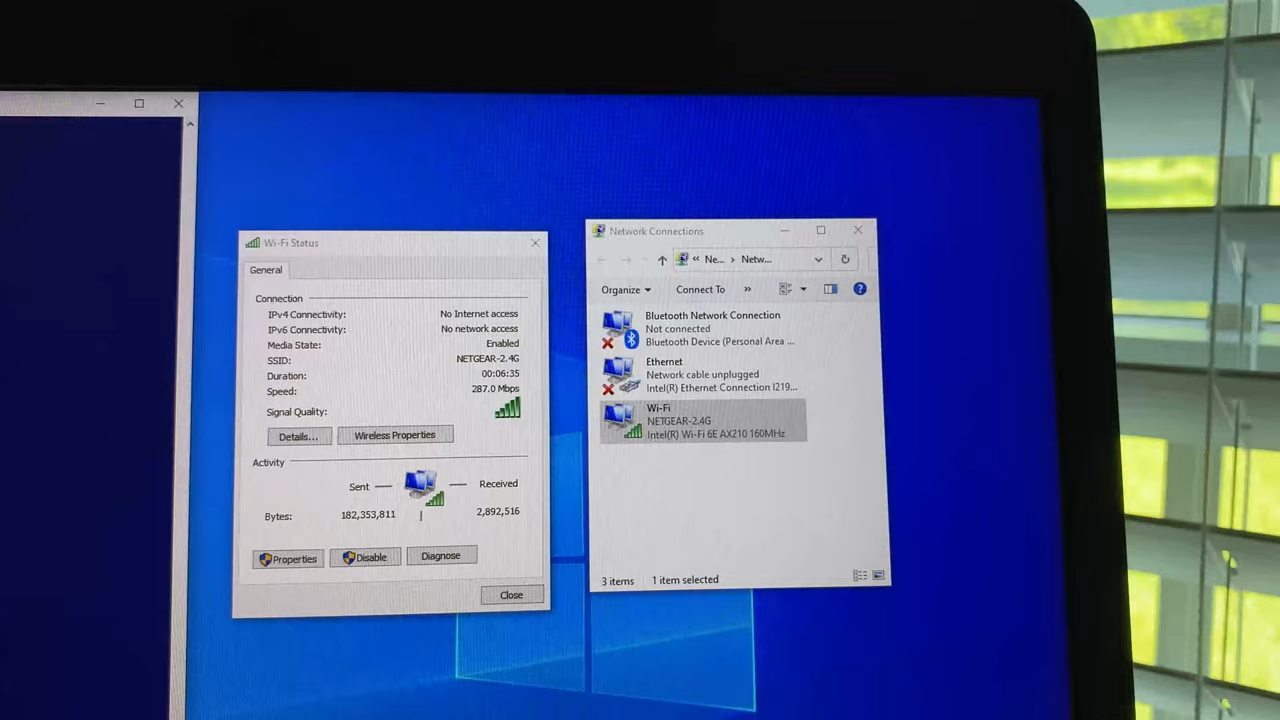 Wi-Fi Status
General
Connection
IPv4 Connectivity: No Internet access
IPv6 Connectivity: No network access
Media State: Enabled
SSID: NETGEAR-2.4G
Duration: 00:06:35
Speed: 287.0 Mbps
Signal Quality:
Details... Wireless Properties
Activity
Sent Received
Bytes: 182,353,811 2,892,516
Properties Disable Diagnose
Close
Network Connections
« Ne... > Netw...
Organize Connect To »
Bluetooth Network Connection
Not connected
Bluetooth Device (Personal Area ...
Ethernet
Network cable unplugged
Intel(R) Ethernet Connection I219...
Wi-Fi
NETGEAR-2.4G
Intel(R) Wi-Fi 6E AX210 160MHz
3 items 1 item selected